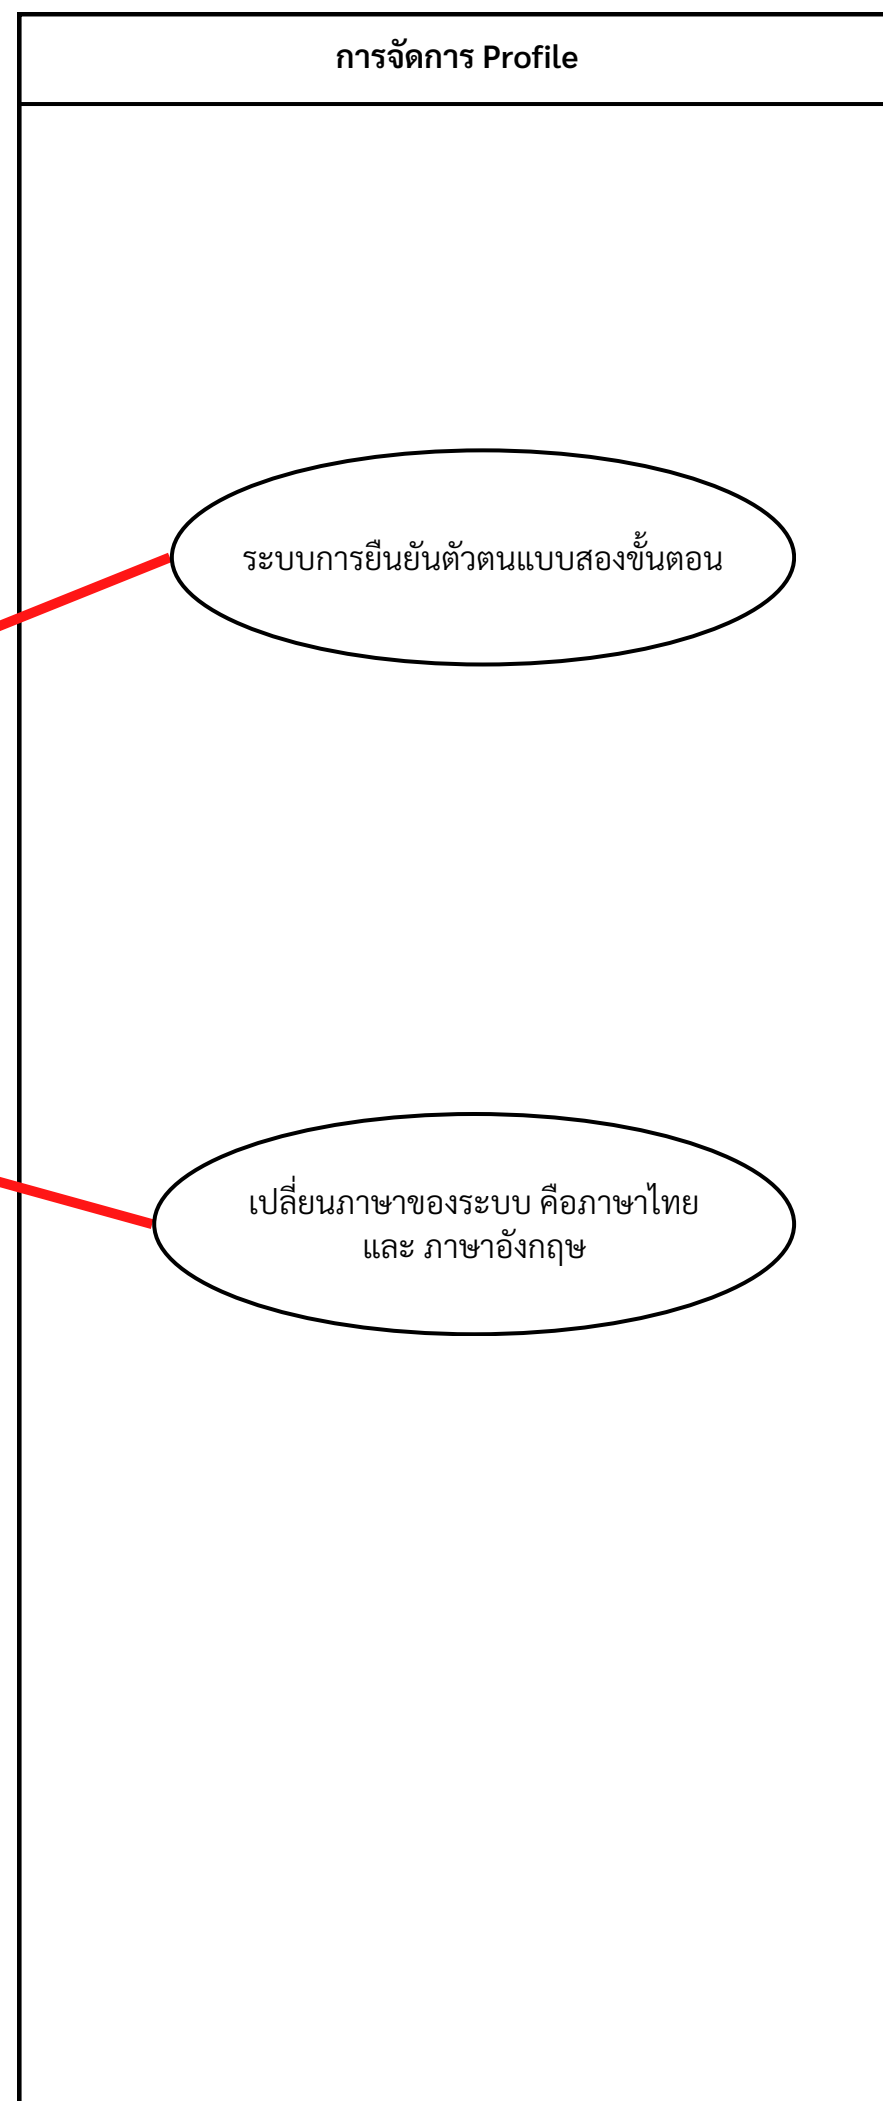 การจัดการ Profile
ระบบการยืนยันตัวตนแบบสองขั้นตอน
เปลี่ยนภาษาของระบบ คือภาษาไทย
และ ภาษาอังกฤษ